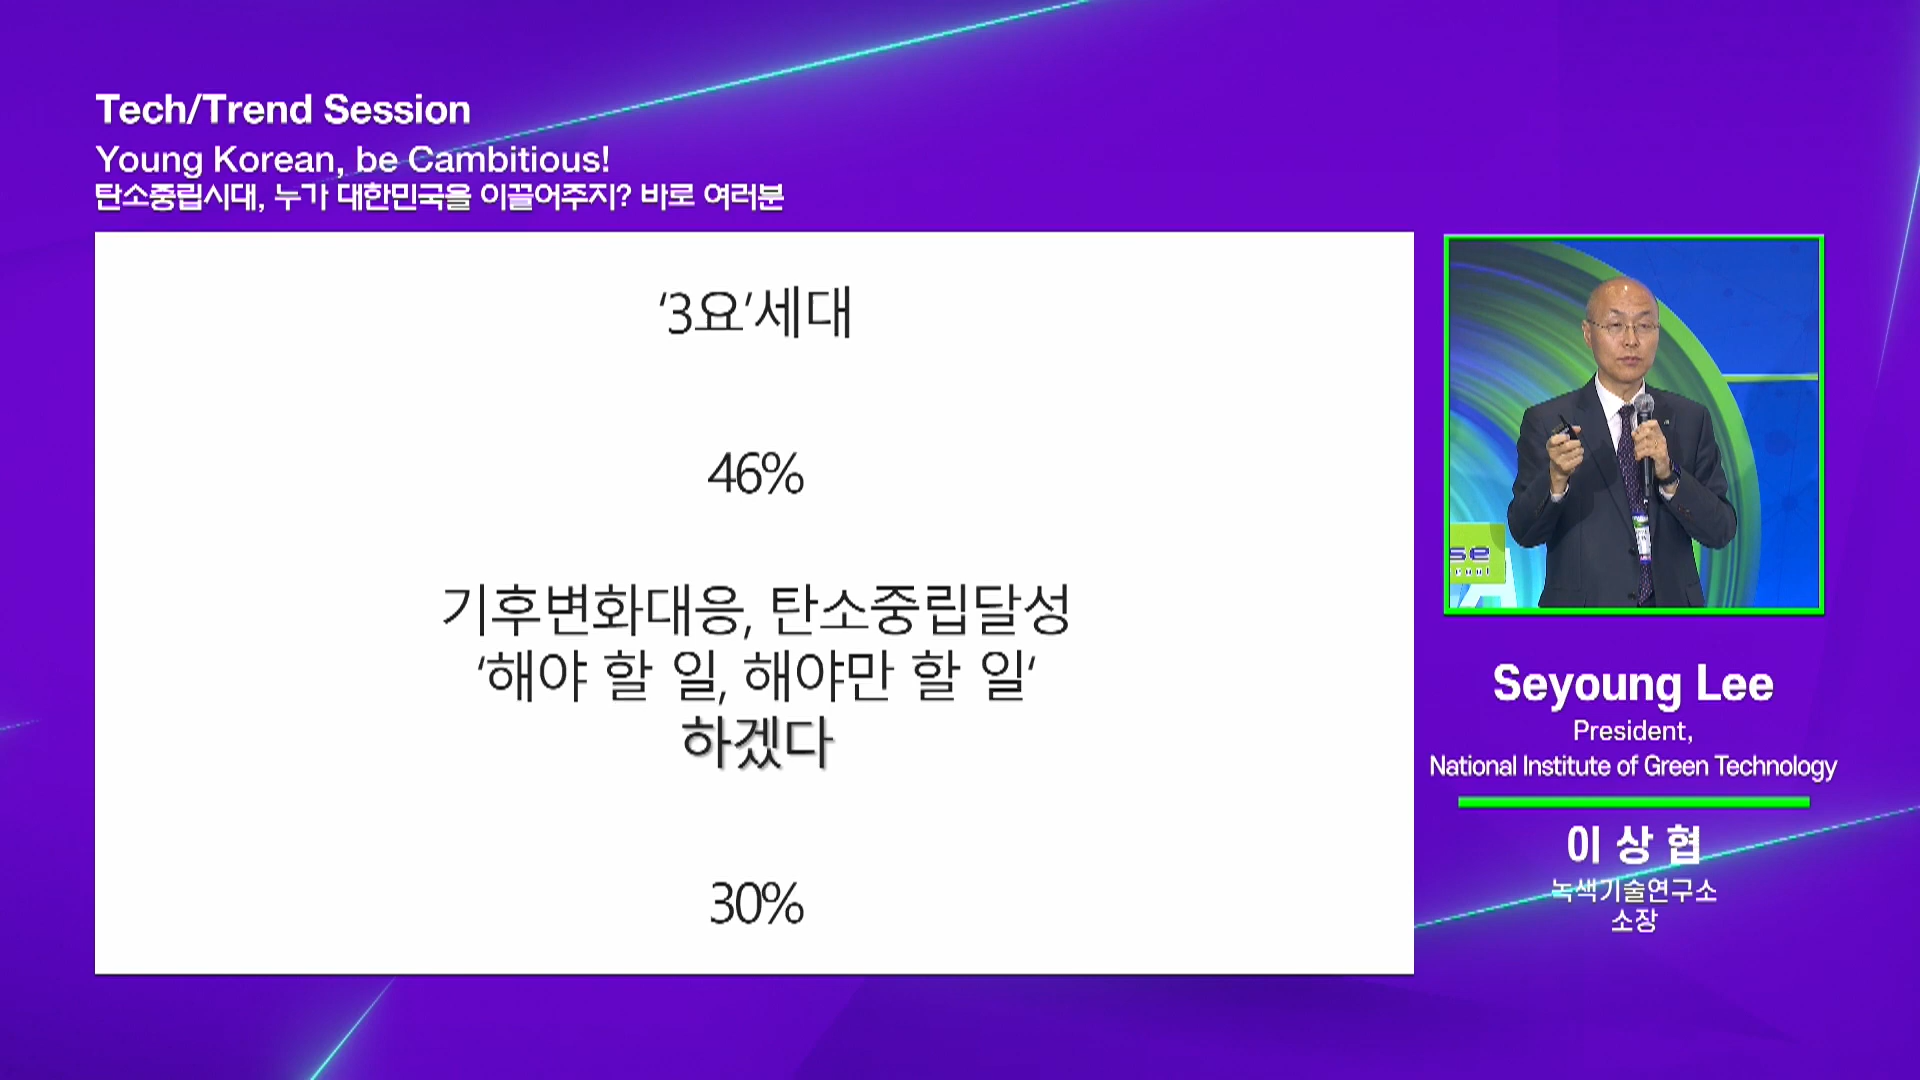 Tech/Trend Session
Young Korean, be Cambitious!
탄소중립시대, 누가 대한민국을 이끌어주지? 바로 여러분
'3요'세대
46%
기후변화대응, 탄소중립달성
'해야 할 일, 해야만 할 일'
하겠다
30%
se
Seyoung Lee
President,
National Institute of Green Technology
이상협
녹색기술연구소
소장